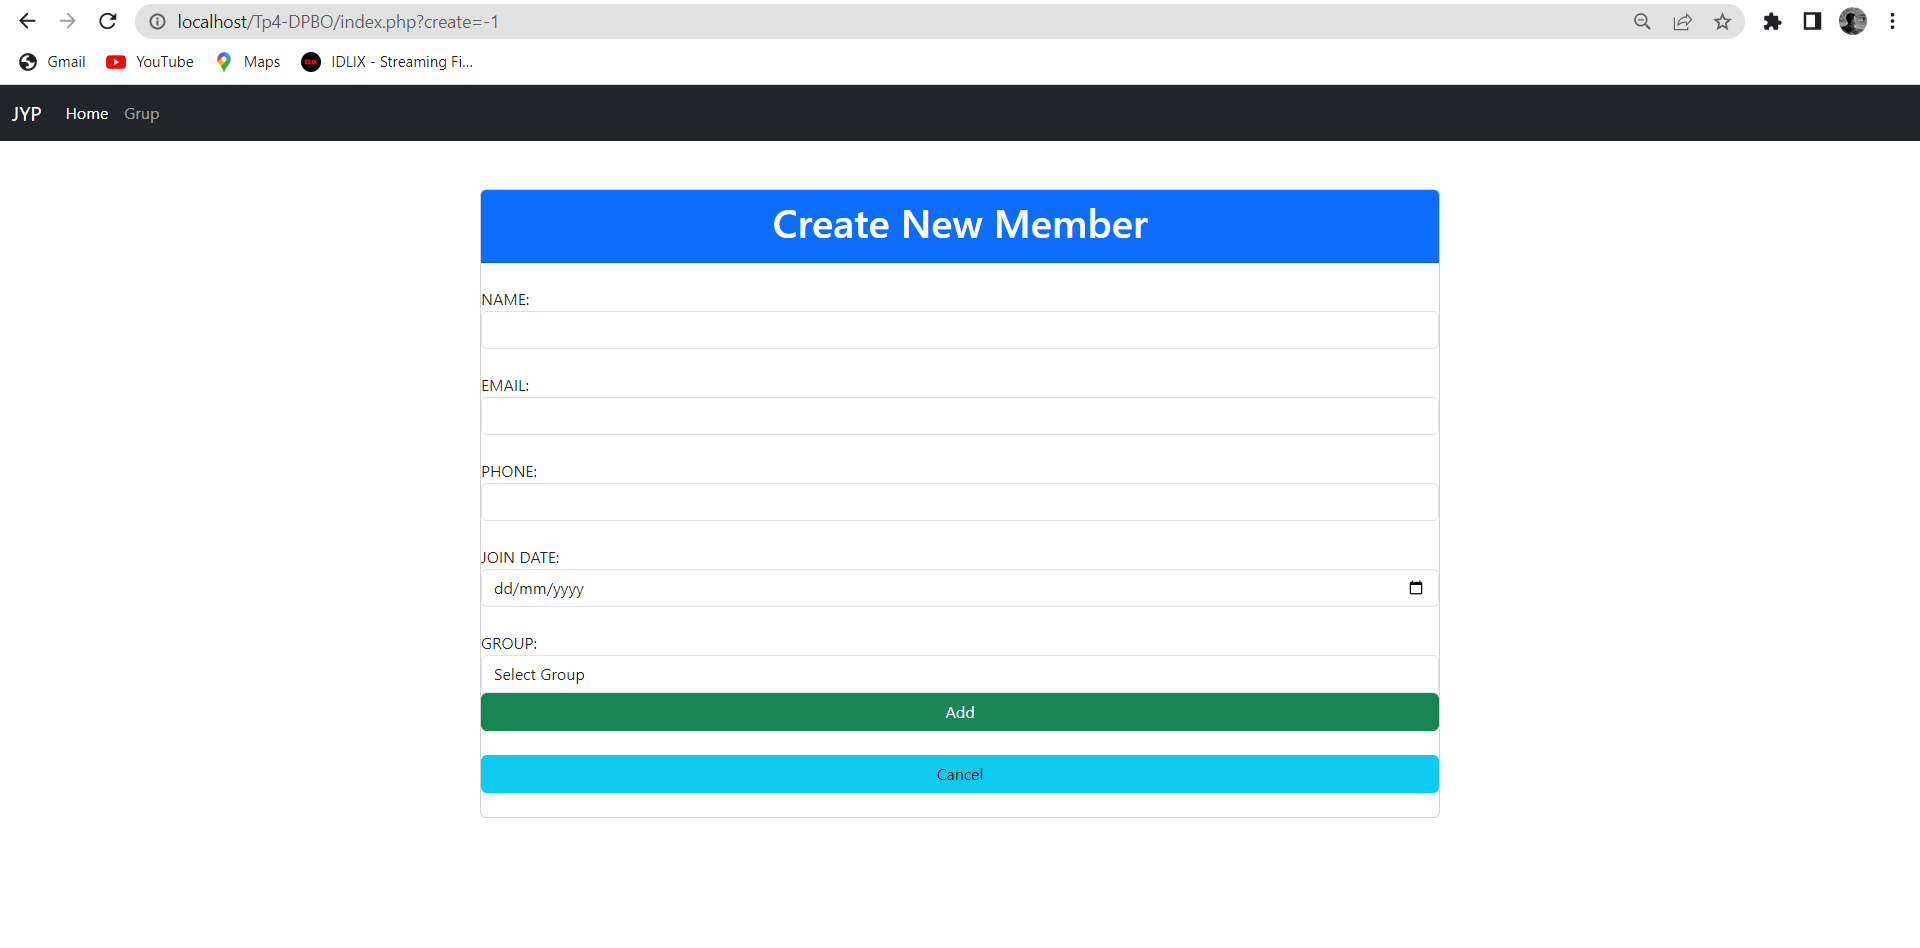 localhost/Tp4-DPBO/index.php?create=-1
Gmail YouTube Maps IDLIX - Streaming Fi...
JYP Home Grup
Create New Member
NAME:
EMAIL:
PHONE:
JOIN DATE:
dd/mm/yyyy
GROUP:
Select Group
Add
Cancel